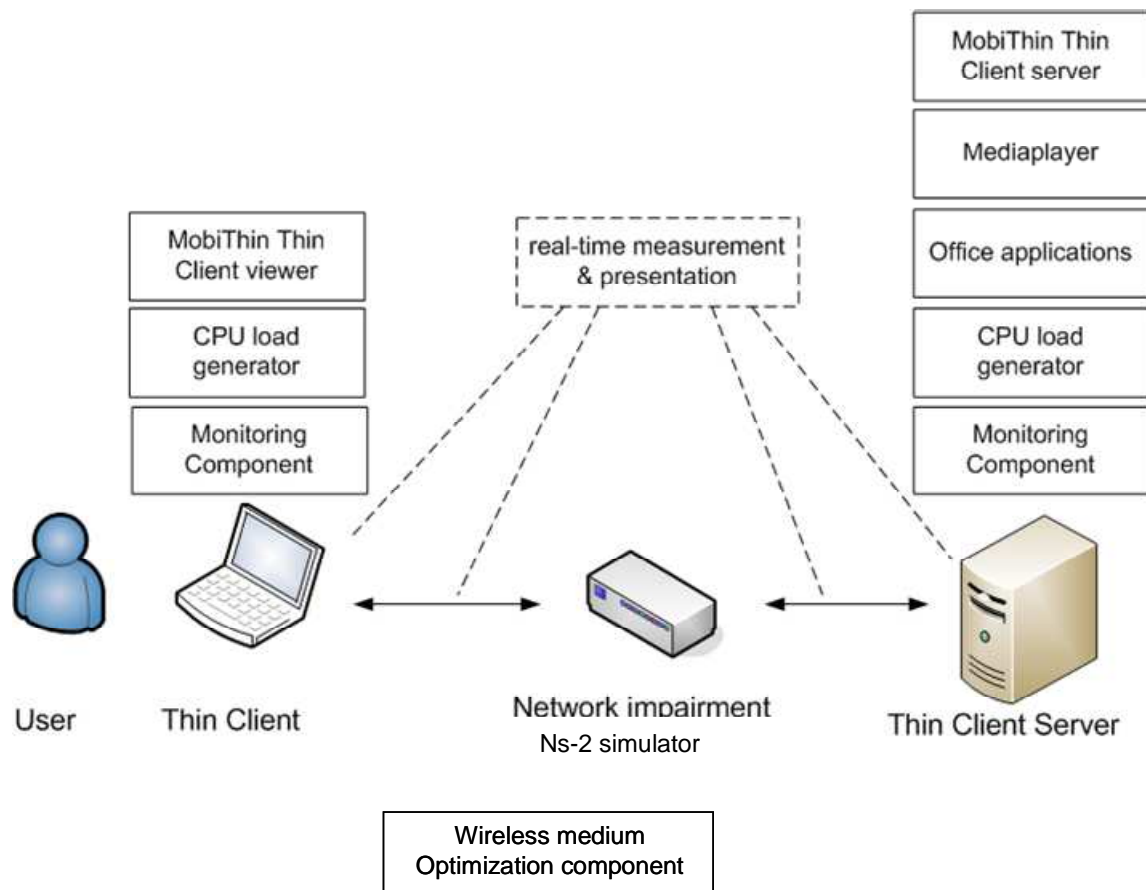 MobiThin Thin
Client server
Mediaplayer
Office applications
CPU load
generator
Monitoring
Component
MobiThin Thin
Client viewer
CPU load
generator
Monitoring
Component
real-time measurement
& presentation
User
Thin Client
Network impairment
Ns-2 simulator
Thin Client Server
Wireless medium
Optimization component